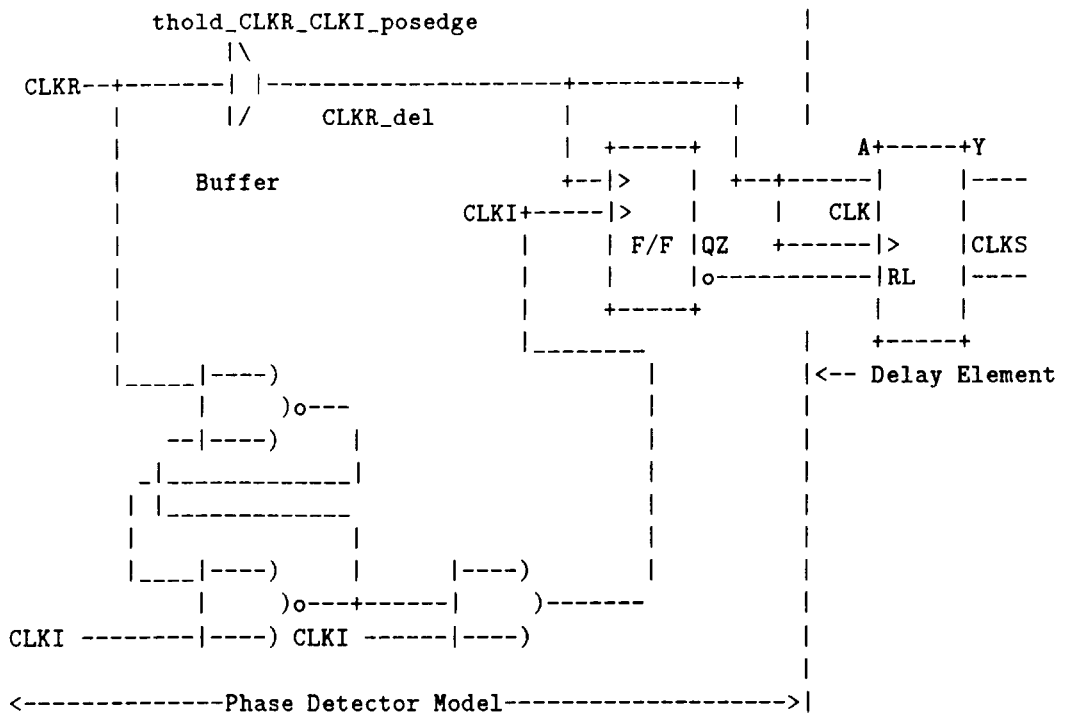 thold_CLKR_CLKI_posedge
CLKR
CLKR_del
A Y
Buffer
CLKI CLK
F/F QZ CLKS
RL
<-- Delay Element
CLKI CLKI
<--------------Phase Detector Model------------------>